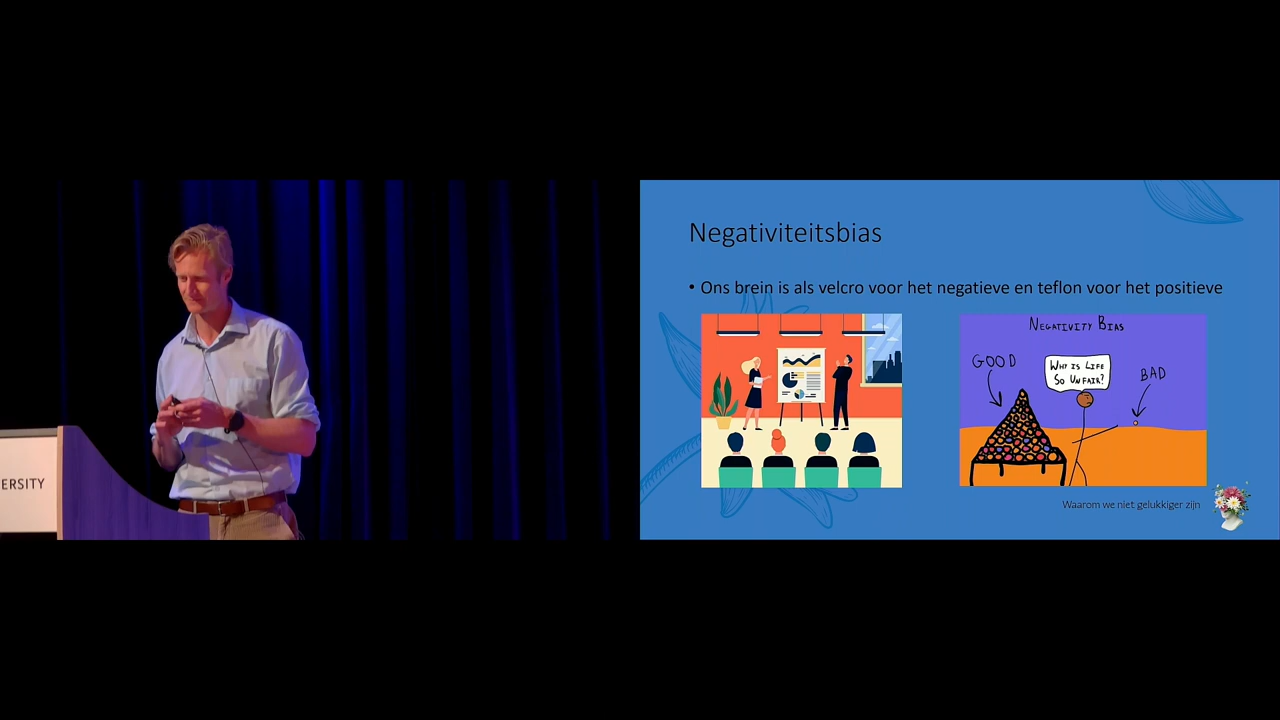 ERSITY
Negativiteitsbias
• Ons brein is als velcro voor het negatieve en teflon voor het positieve
NEGATIVITY BIAS
GOOD
WHY IS LIFE
SO UNFAIR?
BAD
Waarom we niet gelukkiger zijn